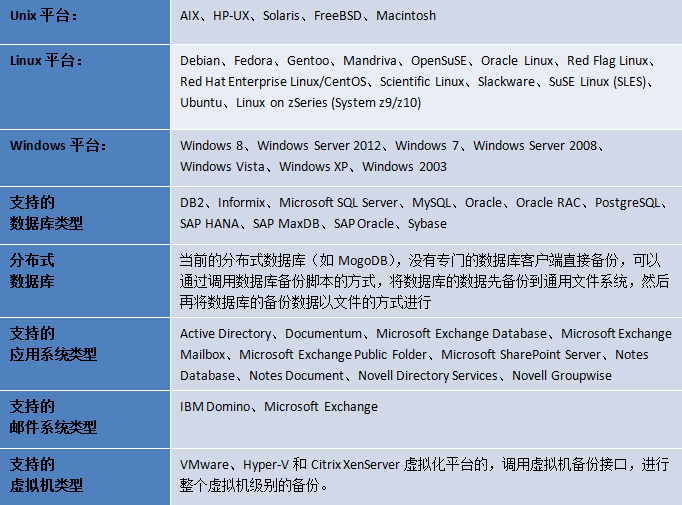 Unix 平台：
AIX、HP-UX、Solaris、FreeBSD、Macintosh
Linux 平台：
Debian、Fedora、Gentoo、Mandriva、OpenSuSE、Oracle Linux、Red Flag Linux、
Red Hat Enterprise Linux/CentOS、Scientific Linux、Slackware、SuSE Linux (SLES)、
Ubuntu、Linux on zSeries (System z9/z10)
Windows 平台：
Windows 8、Windows Server 2012、Windows 7、Windows Server 2008、
Windows Vista、Windows XP、Windows 2003
支持的
数据库类型
DB2、Informix、Microsoft SQL Server、MySQL、Oracle、Oracle RAC、PostgreSQL、
SAP HANA、SAP MaxDB、SAP Oracle、Sybase
分布式
数据库
当前的分布式数据库（如 MogoDB），没有专门的数据库客户端直接备份，可以
通过调用数据库备份脚本的方式，将数据库的数据先备份到通用文件系统，然后
再将数据库的备份数据以文件的方式进行
支持的
应用系统类型
Active Directory、Documentum、Microsoft Exchange Database、Microsoft Exchange
Mailbox、Microsoft Exchange Public Folder、Microsoft SharePoint Server、Notes
Database、Notes Document、Novell Directory Services、Novell Groupwise
支持的
邮件系统类型
IBM Domino、Microsoft Exchange
支持的
虚拟机类型
VMware、Hyper-V 和 Citrix XenServer 虚拟化平台的，调用虚拟机备份接口，进行
整个虚拟机级别的备份。